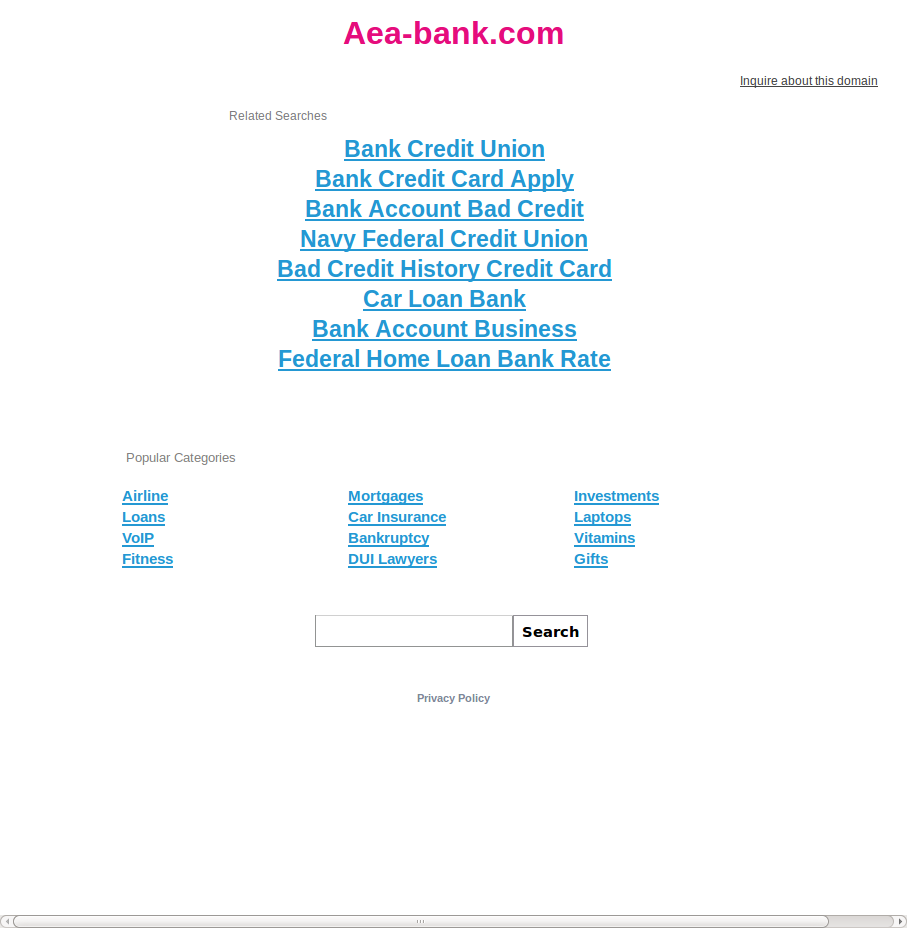 Aea-bank.com
Inquire about this domain
Related Searches
Bank Credit Union
Bank Credit Card Apply
Bank Account Bad Credit
Navy Federal Credit Union
Bad Credit History Credit Card
Car Loan Bank
Bank Account Business
Federal Home Loan Bank Rate
Popular Categories
Airline Mortgages Investments
Loans Car Insurance Laptops
VoIP Bankruptcy Vitamins
Fitness DUI Lawyers Gifts
Search
Privacy Policy